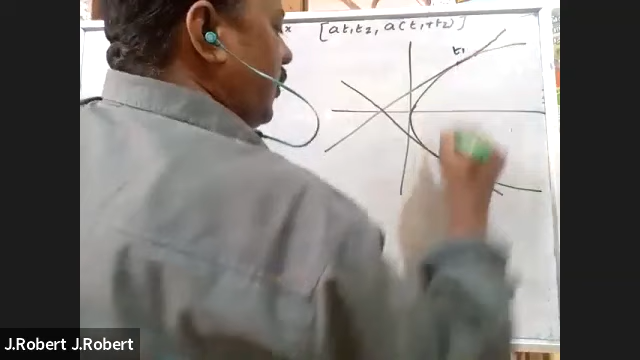 x [at₁t₂, a(t₁+t₂)]
t₁
J.Robert J.Robert